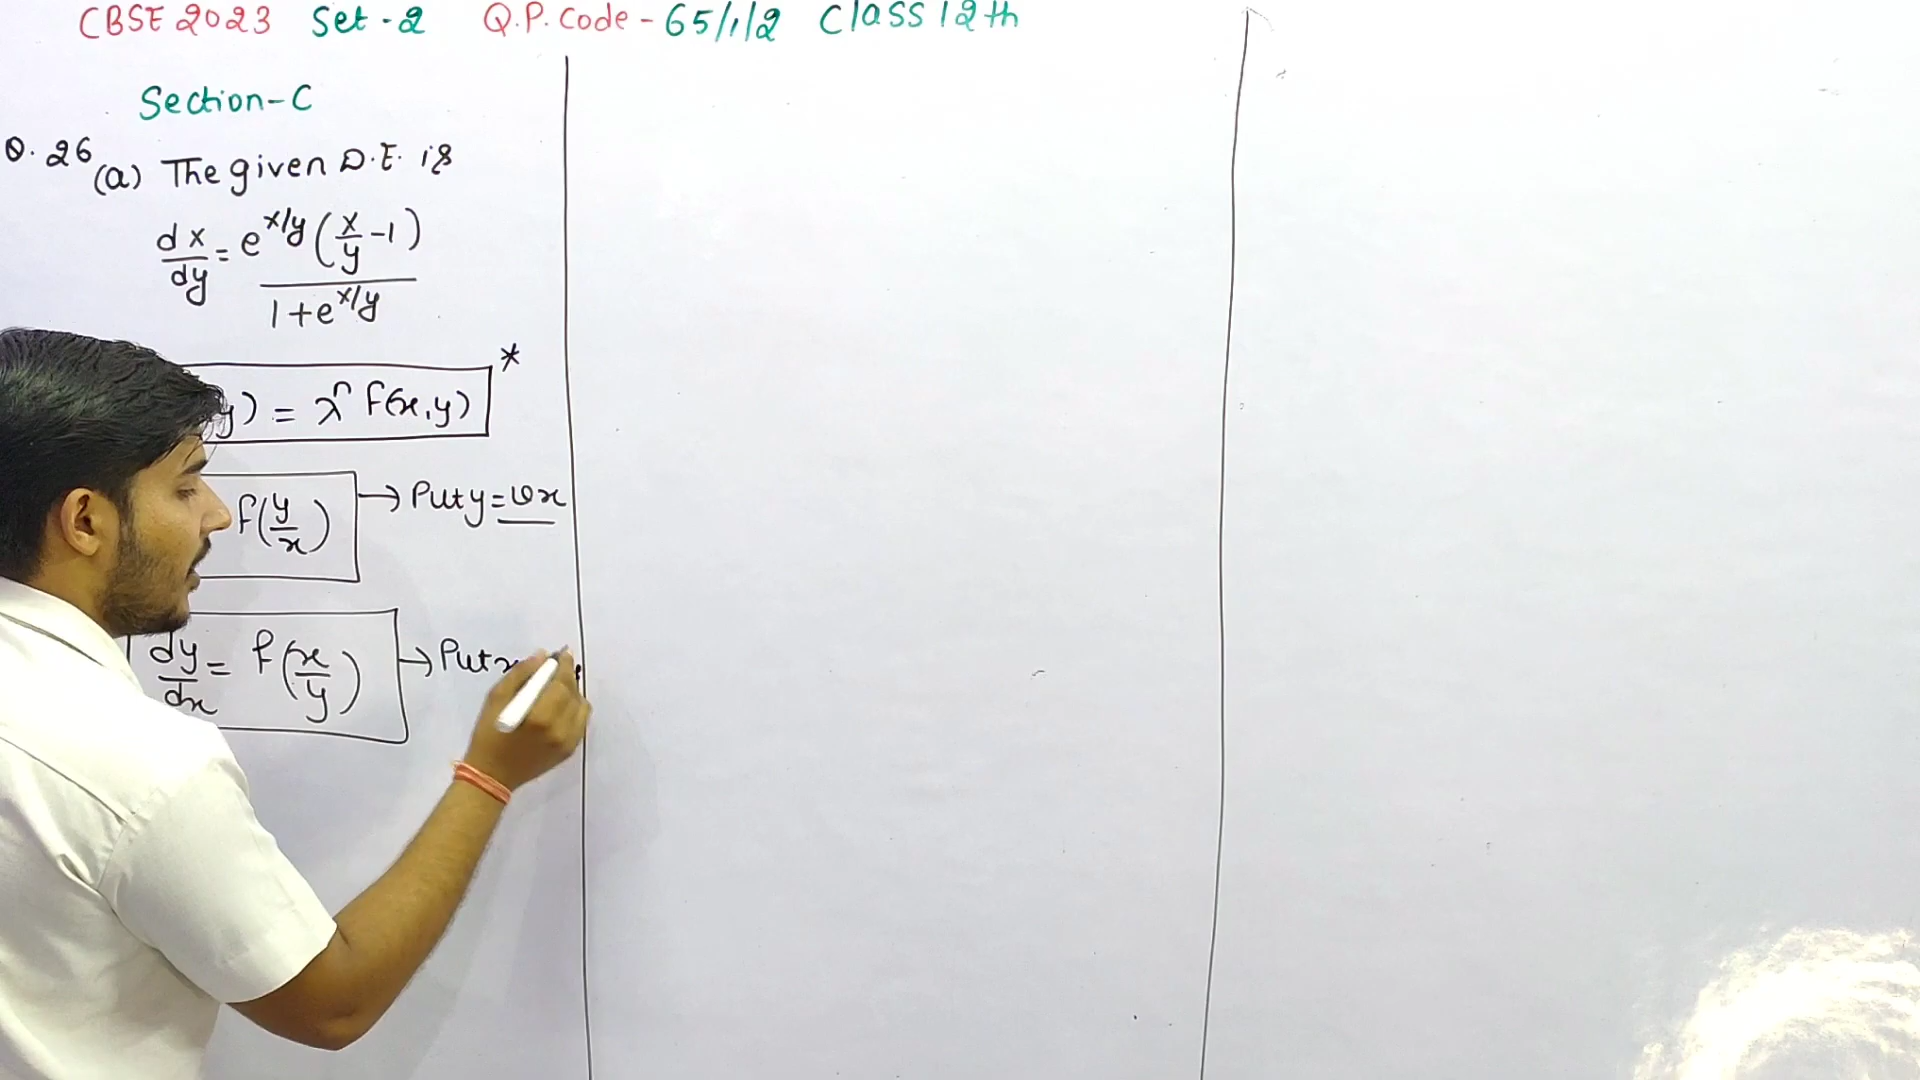 CBSE 2023 Set-2 Q.P. Code - 65/1/2 Class 12th
Section-C
Q.26 (a) The given D.E. is
dx/dy = e^x/y (x/y -1) / 1+e^x/y
y) = λ^n f(x,y) *
f(y/x) → Put y=vx
dy/dx = f(x/y) → Put x